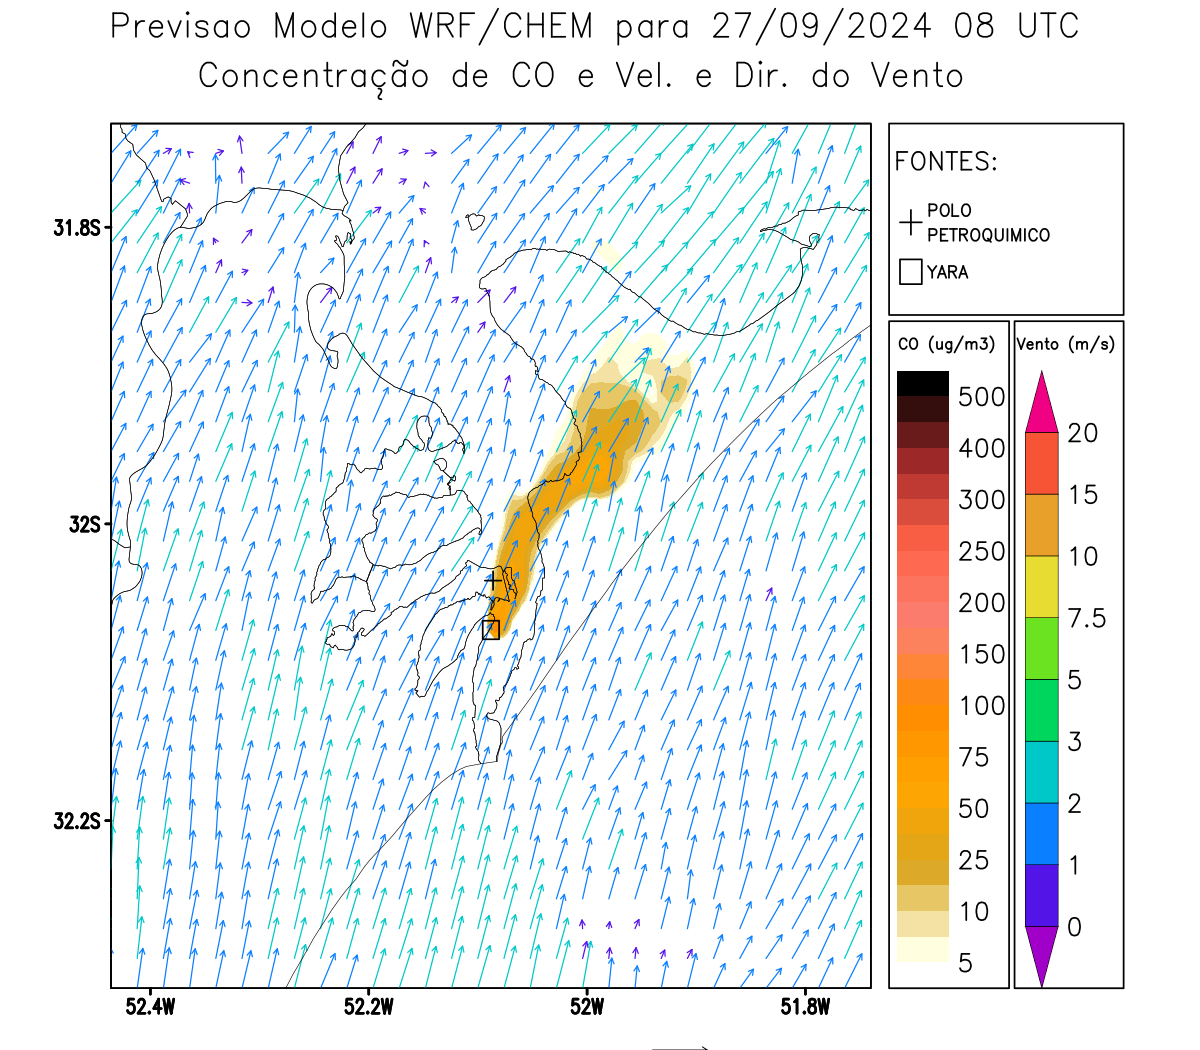 Previsao Modelo WRF/CHEM para 27/09/2024 08 UTC
Concentração de CO e Vel. e Dir. do Vento
FONTES:
POLO
PETROQUIMICO
YARA
CO (ug/m3)
500
400
300
250
200
150
100
75
50
25
10
5
Vento (m/s)
20
15
10
7.5
5
3
2
1
0
31.8S
32S
32.2S
52.4W
52.2W
52W
51.8W